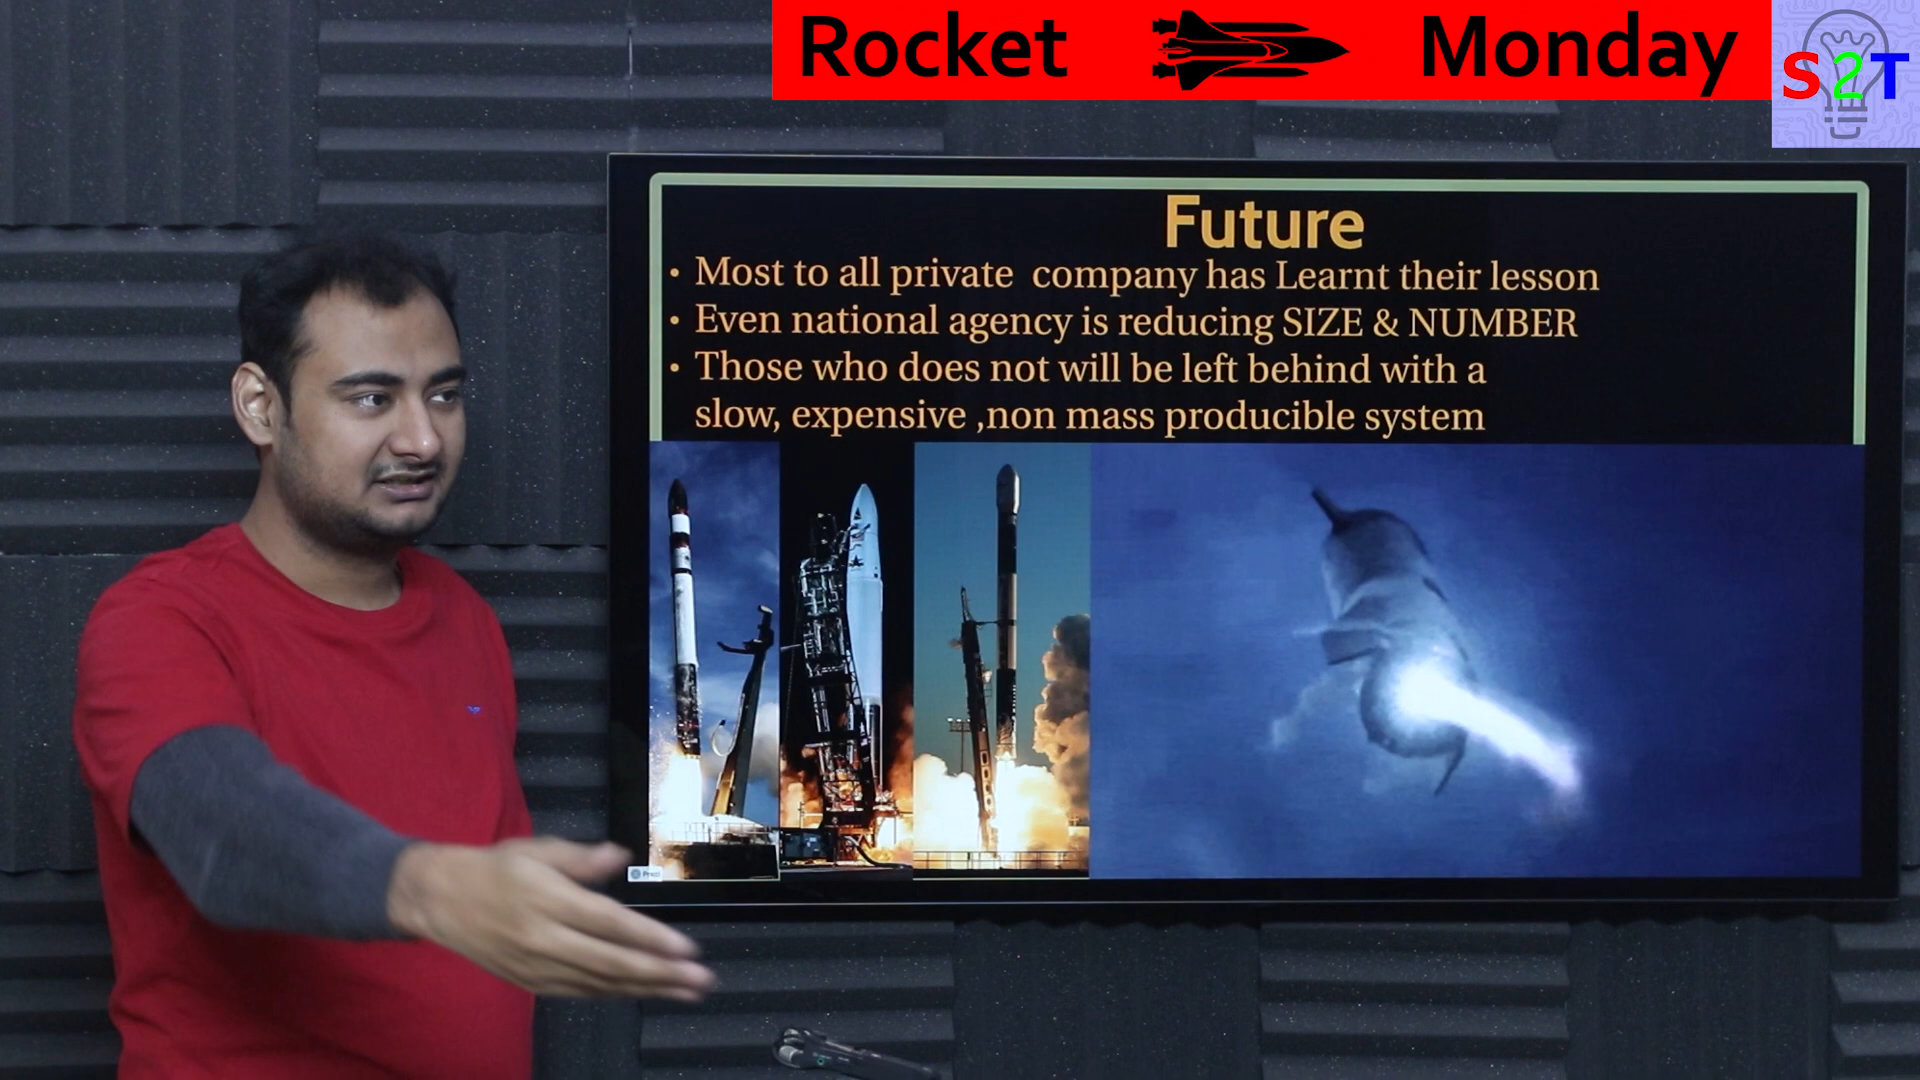 Rocket Monday
S2T
Future
• Most to all private company has Learnt their lesson
• Even national agency is reducing SIZE & NUMBER
• Those who does not will be left behind with a
slow, expensive ,non mass producible system
Prezi